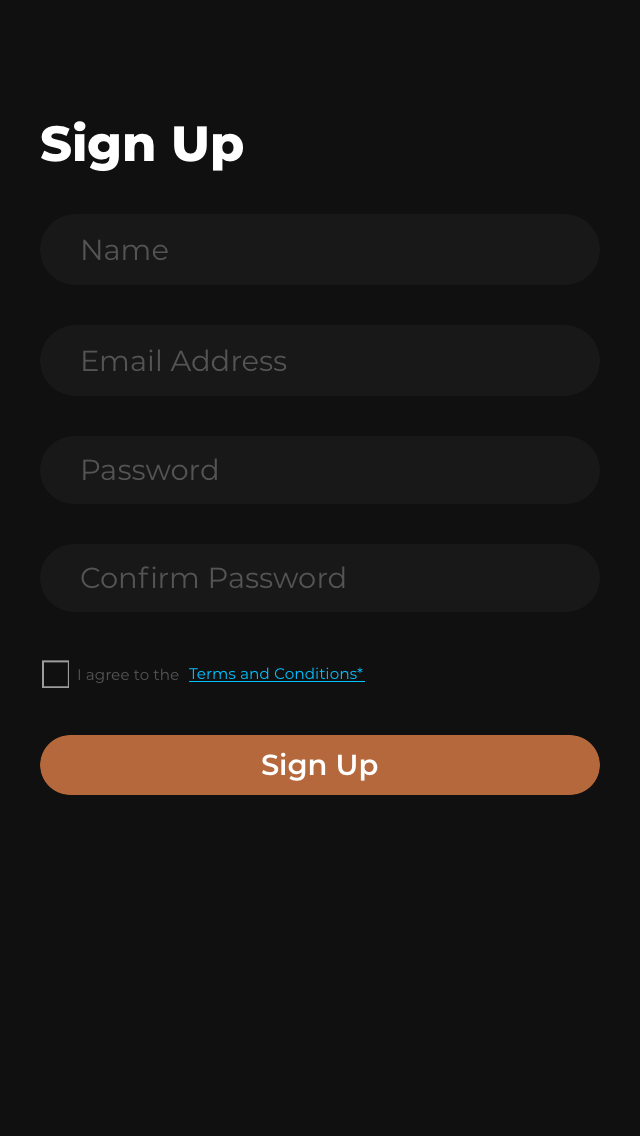 Sign Up
Name
Email Address
Password
Confirm Password
I agree to the Terms and Conditions*
Sign Up